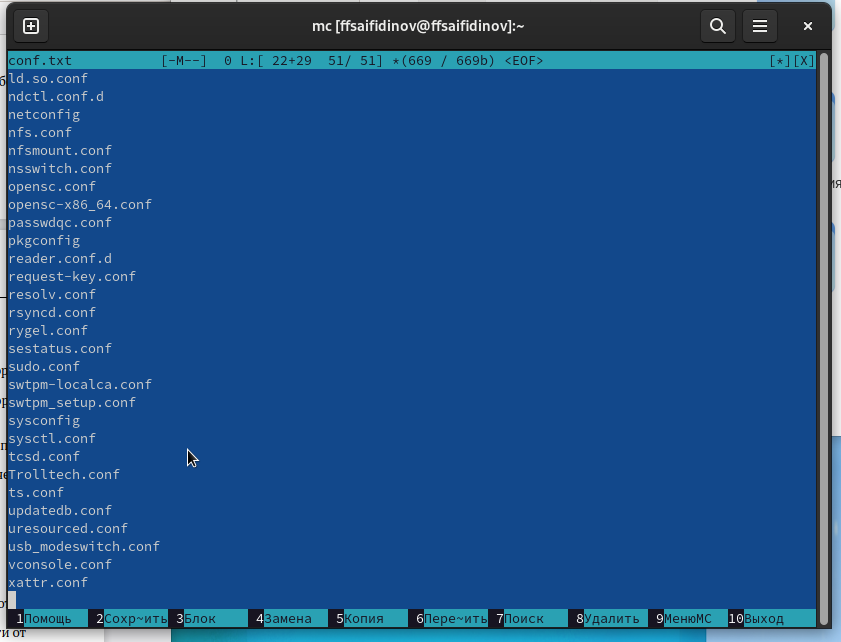 mc [ffsaifidinov@ffsaifidinov]:~
conf.txt [-M--] 0 L:[ 22+29 51/ 51] *(669 / 669b) <EOF> [*][X]
ld.so.conf
ndctl.conf.d
netconfig
nfs.conf
nfsmount.conf
nsswitch.conf
opensc.conf
opensc-x86_64.conf
passwdqc.conf
pkgconfig
reader.conf.d
request-key.conf
resolv.conf
rsyncd.conf
rygel.conf
sestatus.conf
sudo.conf
swtpm-localca.conf
swtpm_setup.conf
sysconfig
sysctl.conf
tcsd.conf
Trolltech.conf
ts.conf
updatedb.conf
uresourced.conf
usb_modeswitch.conf
vconsole.conf
xattr.conf
1Помощь 2Сохр~ить 3Блок 4Замена 5Копия 6Пере~ить 7Поиск 8Удалить 9МенюMC 10Выход